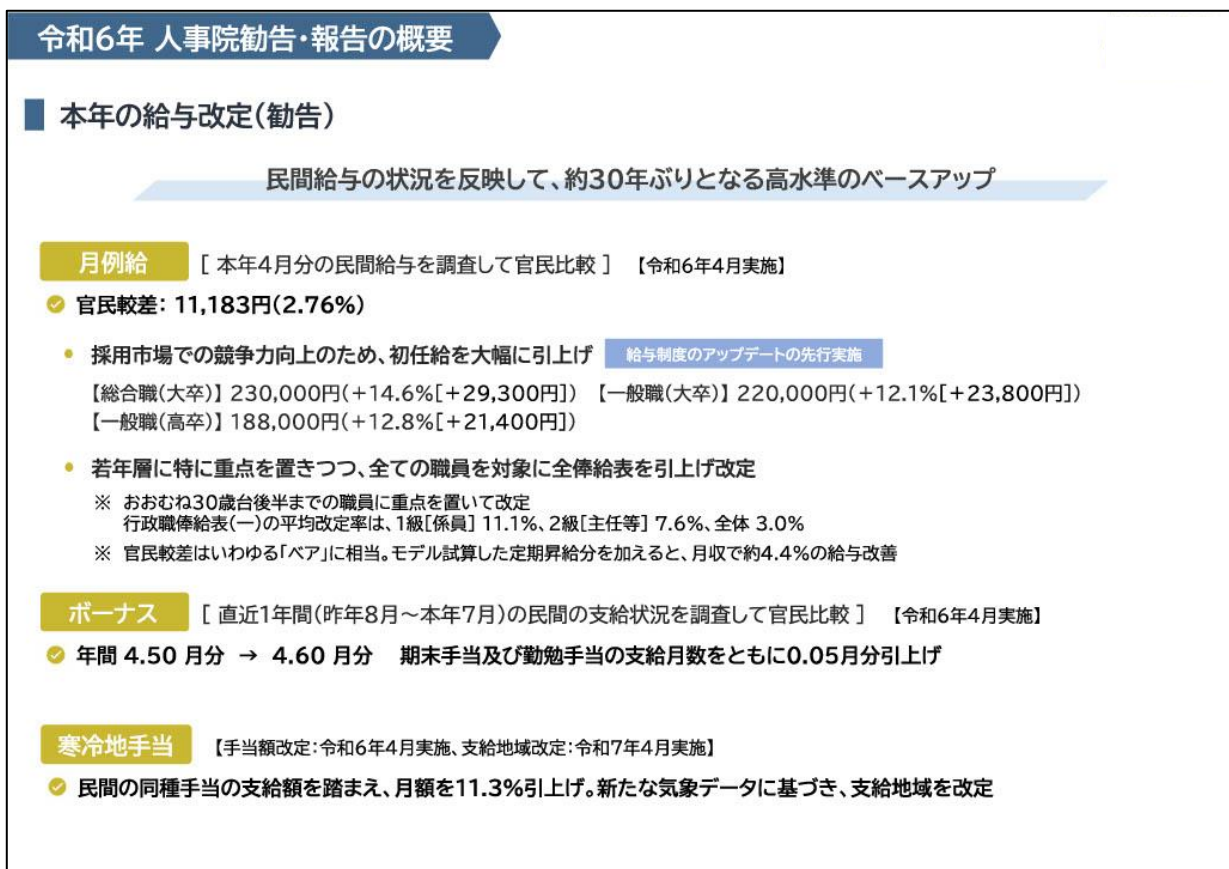 令和6年 人事院勧告・報告の概要
本年の給与改定(勧告)
民間給与の状況を反映して、約30年ぶりとなる高水準のベースアップ
月例給 [ 本年4月分の民間給与を調査して官民比較 ] 【令和6年4月実施】
官民較差: 11,183円(2.76%)
• 採用市場での競争力向上のため、初任給を大幅に引上げ 給与制度のアップデートの先行実施
【総合職(大卒)】 230,000円(+14.6%[+29,300円]) 【一般職(大卒)】 220,000円(+12.1%[+23,800円])
【一般職(高卒)】 188,000円(+12.8%[+21,400円])
• 若年層に特に重点を置きつつ、全ての職員を対象に全俸給表を引上げ改定
※ おおむね30歳台後半までの職員に重点を置いて改定
行政職俸給表(一)の平均改定率は、1級[係員] 11.1%、2級[主任等] 7.6%、全体 3.0%
※ 官民較差はいわゆる「ベア」に相当。モデル試算した定期昇給分を加えると、月収で約4.4%の給与改善
ボーナス [ 直近1年間(昨年8月～本年7月)の民間の支給状況を調査して官民比較 ] 【令和6年4月実施】
年間 4.50 月分 → 4.60 月分 期末手当及び勤勉手当の支給月数をともに0.05月分引上げ
寒冷地手当 【手当額改定:令和6年4月実施、支給地域改定:令和7年4月実施】
民間の同種手当の支給額を踏まえ、月額を11.3%引上げ。新たな気象データに基づき、支給地域を改定